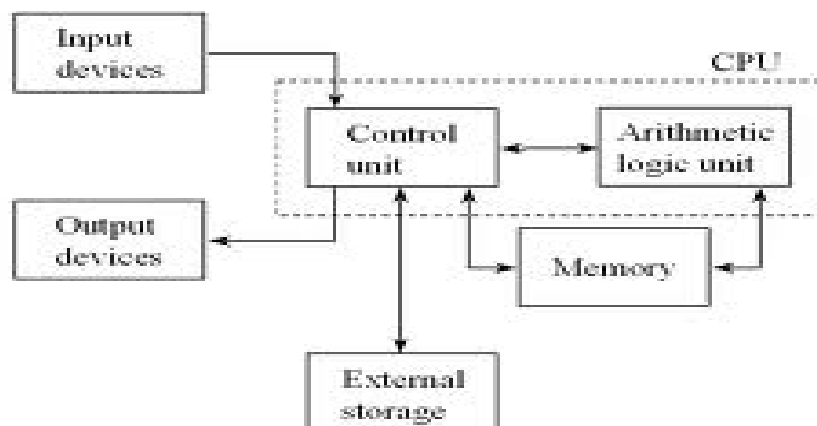 Input
devices
CPU
Control
unit
Arithmetic
logic unit
Output
devices
Memory
External
storage